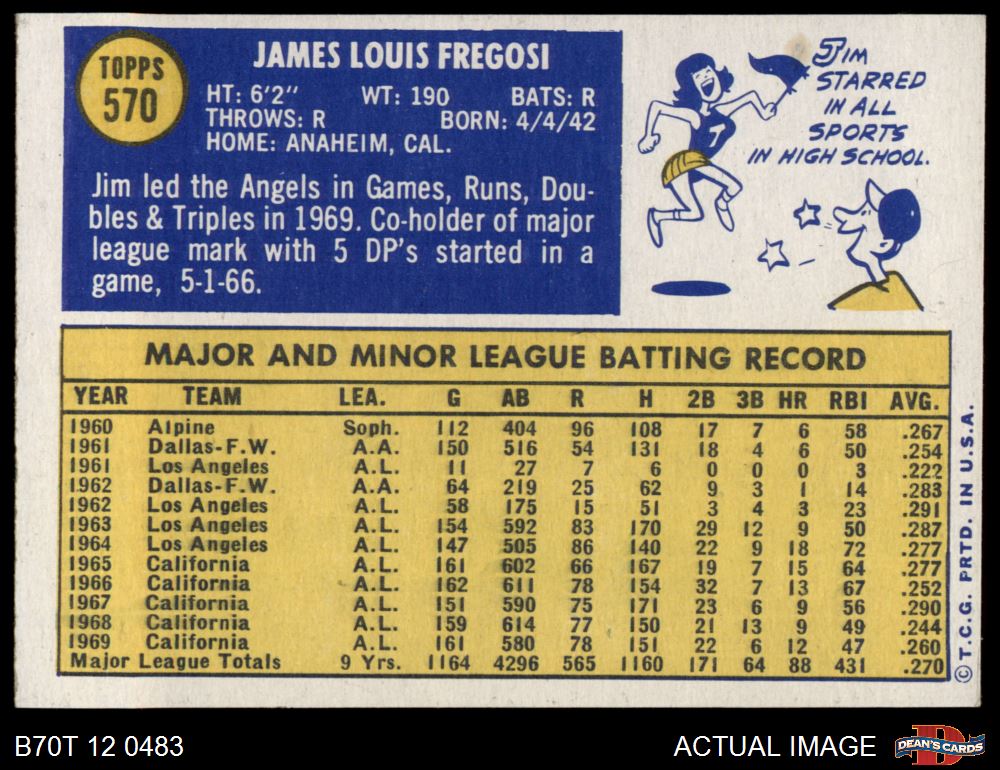 TOPPS
570
JAMES LOUIS FREGOSI
HT: 6'2" WT: 190 BATS: R
THROWS: R BORN: 4/4/42
HOME: ANAHEIM, CAL.
Jim led the Angels in Games, Runs, Dou-
bles & Triples in 1969. Co-holder of major
league mark with 5 DP's started in a
game, 5-1-66.
JIM
STARRED
IN ALL
SPORTS
IN HIGH SCHOOL.
MAJOR AND MINOR LEAGUE BATTING RECORD
YEAR TEAM LEA. G AB R H 2B 3B HR RBI AVG.
1960 Alpine Soph. 112 404 96 108 17 7 6 58 .267
1961 Dallas-F.W. A.A. 150 516 54 131 18 4 6 50 .254
1961 Los Angeles A.L. 11 27 7 6 0 0 0 3 .222
1962 Dallas-F.W. A.A. 64 219 25 62 9 3 1 14 .283
1962 Los Angeles A.L. 58 175 15 51 3 4 3 23 .291
1963 Los Angeles A.L. 154 592 83 170 29 12 9 50 .287
1964 Los Angeles A.L. 147 505 86 140 22 9 18 72 .277
1965 California A.L. 161 602 66 167 19 7 15 64 .277
1966 California A.L. 162 611 78 154 32 7 13 67 .252
1967 California A.L. 151 590 75 171 23 6 9 56 .290
1968 California A.L. 159 614 77 150 21 13 9 49 .244
1969 California A.L. 161 580 78 151 22 6 12 47 .260
Major League Totals 9 Yrs. 1164 4296 565 1160 171 64 88 431 .270
© T.C.G. PRTD. IN U.S.A.
B70T 12 0483
ACTUAL IMAGE
D
DEAN'S CARDS